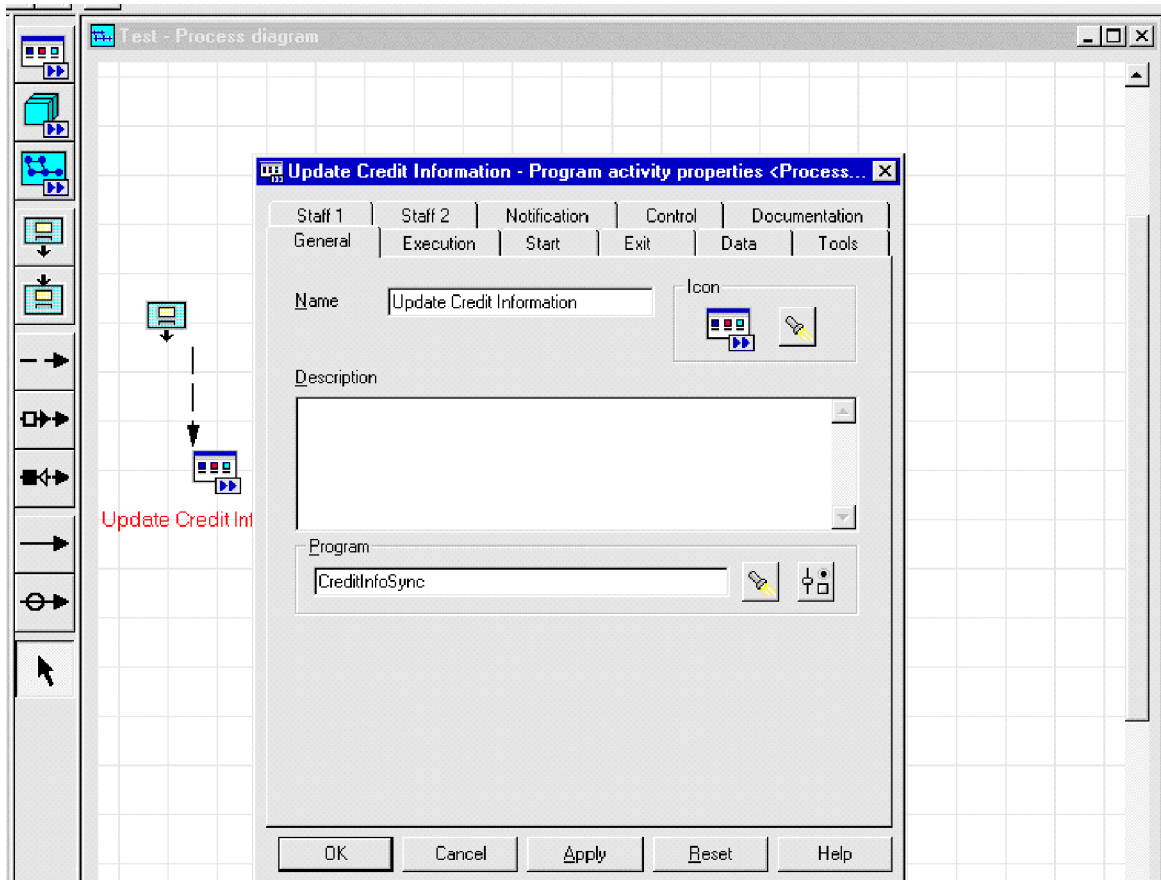 Test - Process diagram
Update Credit Information - Program activity properties <Process...
Staff 1 Staff 2 Notification Control Documentation
General Execution Start Exit Data Tools
Name Update Credit Information
Icon
Description
Update Credit Inf
Program
CreditInfoSync
OK Cancel Apply Reset Help